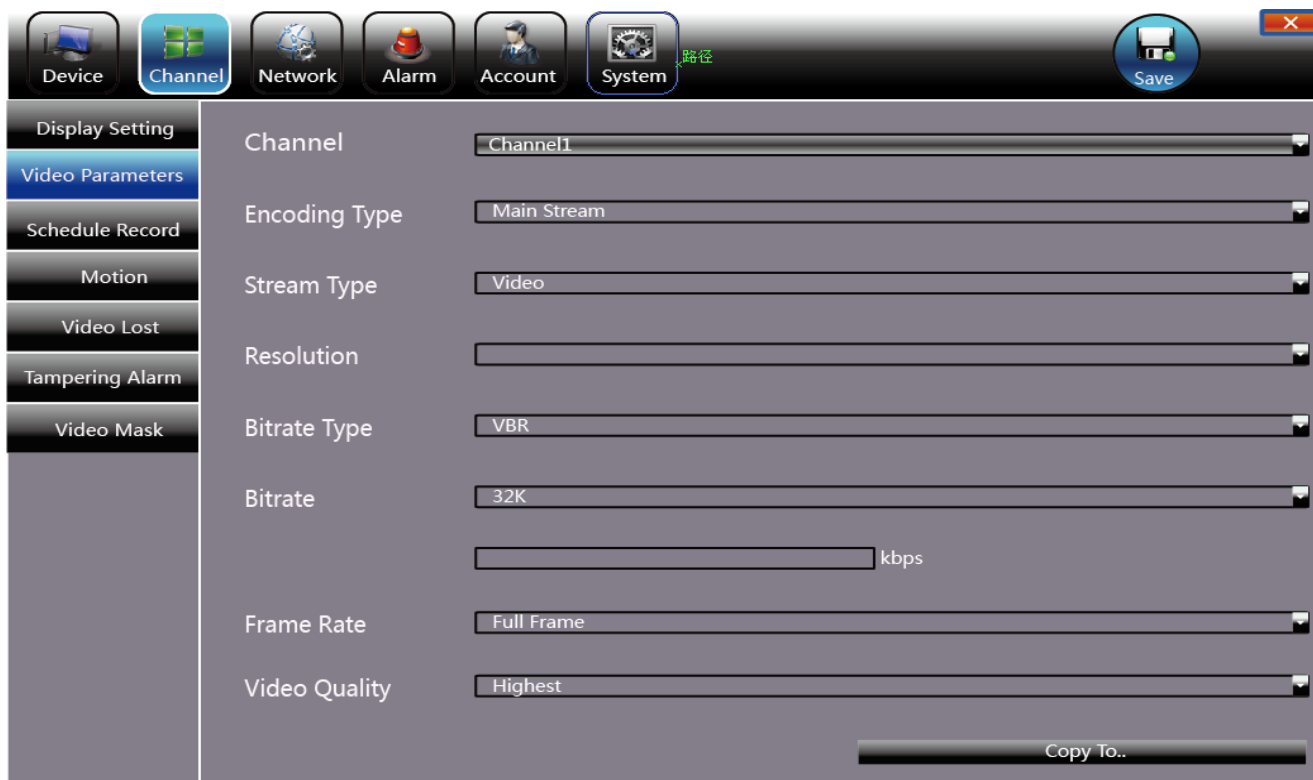 Device Channel Network Alarm Account System 路径 Save
Display Setting
Video Parameters
Schedule Record
Motion
Video Lost
Tampering Alarm
Video Mask
Channel Channel1
Encoding Type Main Stream
Stream Type Video
Resolution
Bitrate Type VBR
Bitrate 32K
kbps
Frame Rate Full Frame
Video Quality Highest
Copy To..